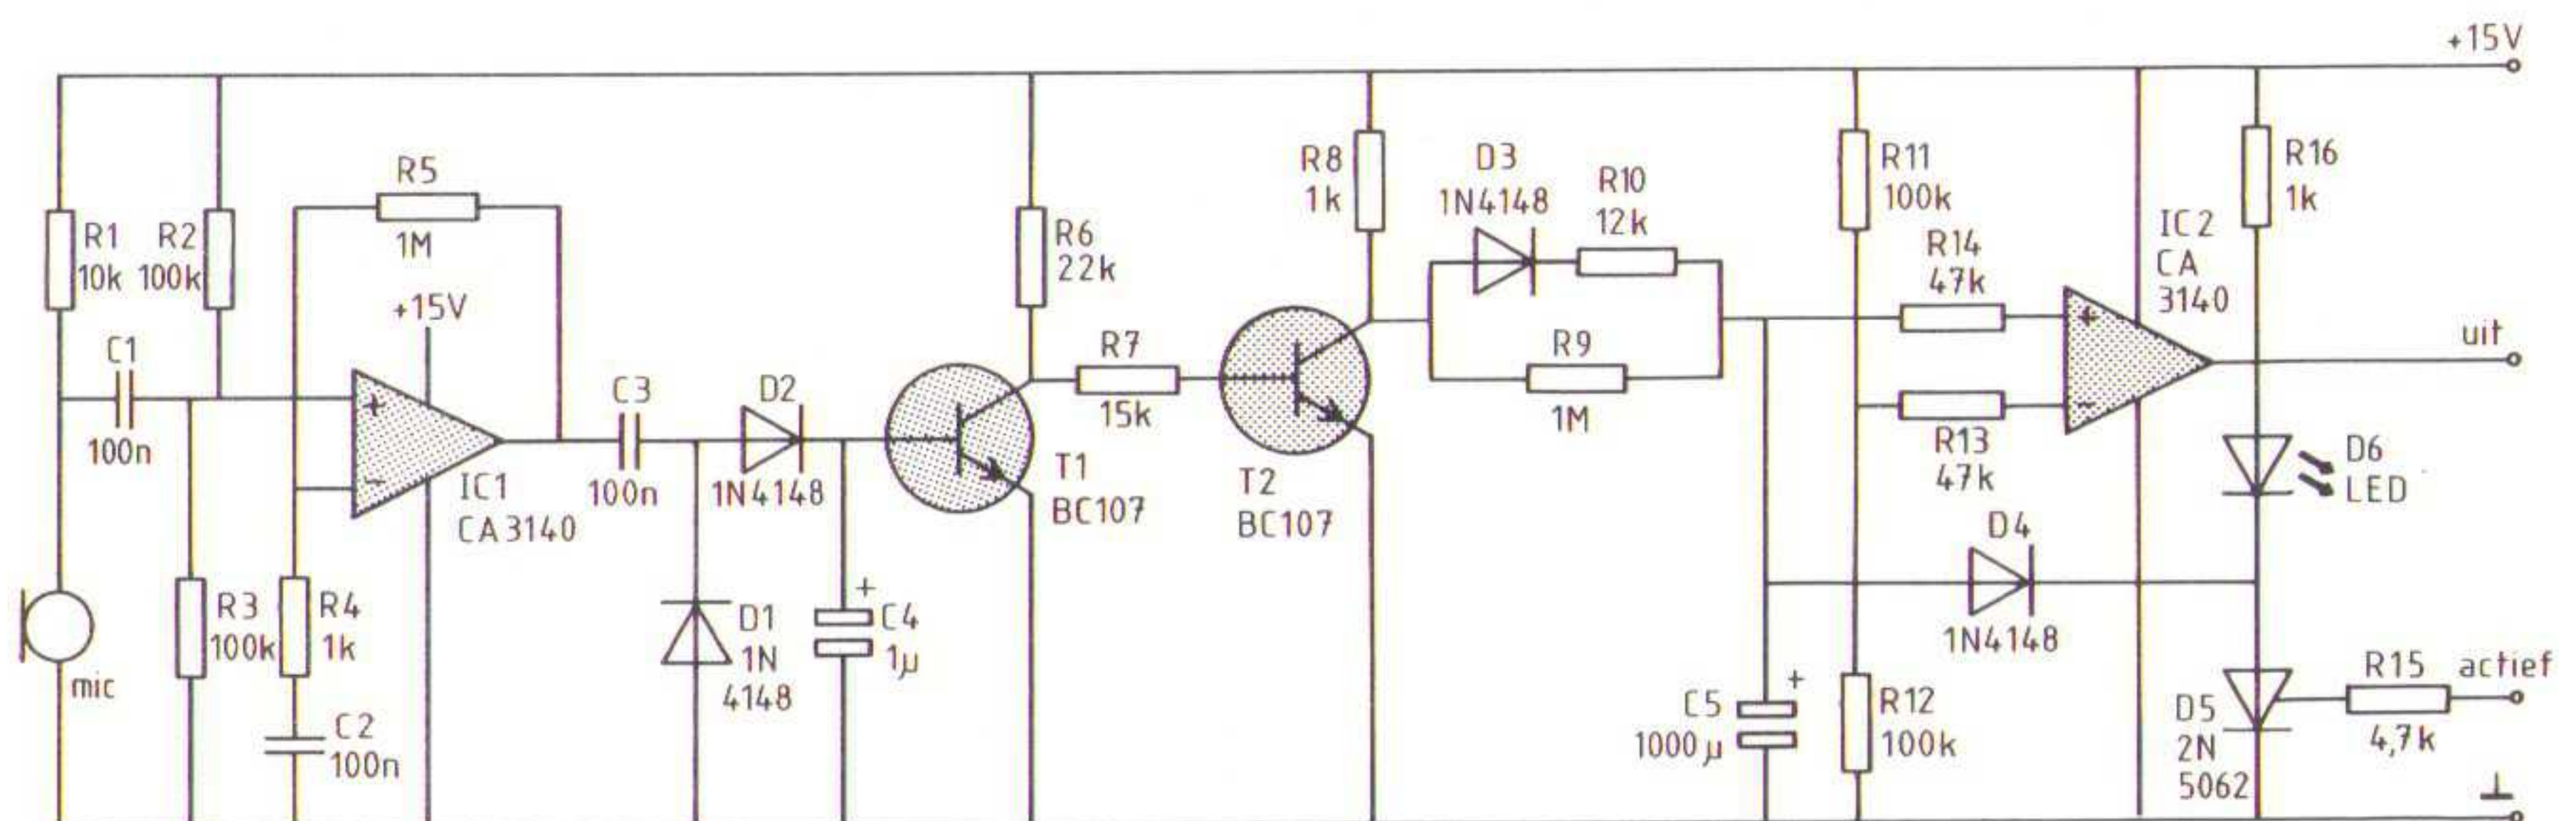 +15V
R1
10k
R2
100k
R5
1M
+15V
C1
100n
+
-
IC1
CA3140
mic
R3
100k
R4
1k
C2
100n
C3
100n
D2
1N4148
D1
1N
4148
+
C4
1µ
R6
22k
T1
BC107
R7
15k
T2
BC107
R8
1k
D3
1N4148
R10
12k
R9
1M
R11
100k
R14
47k
R13
47k
IC2
CA
3140
+
-
R16
1k
uit
D6
LED
D4
1N4148
+
C5
1000µ
R12
100k
D5
2N
5062
R15
4,7k
actief